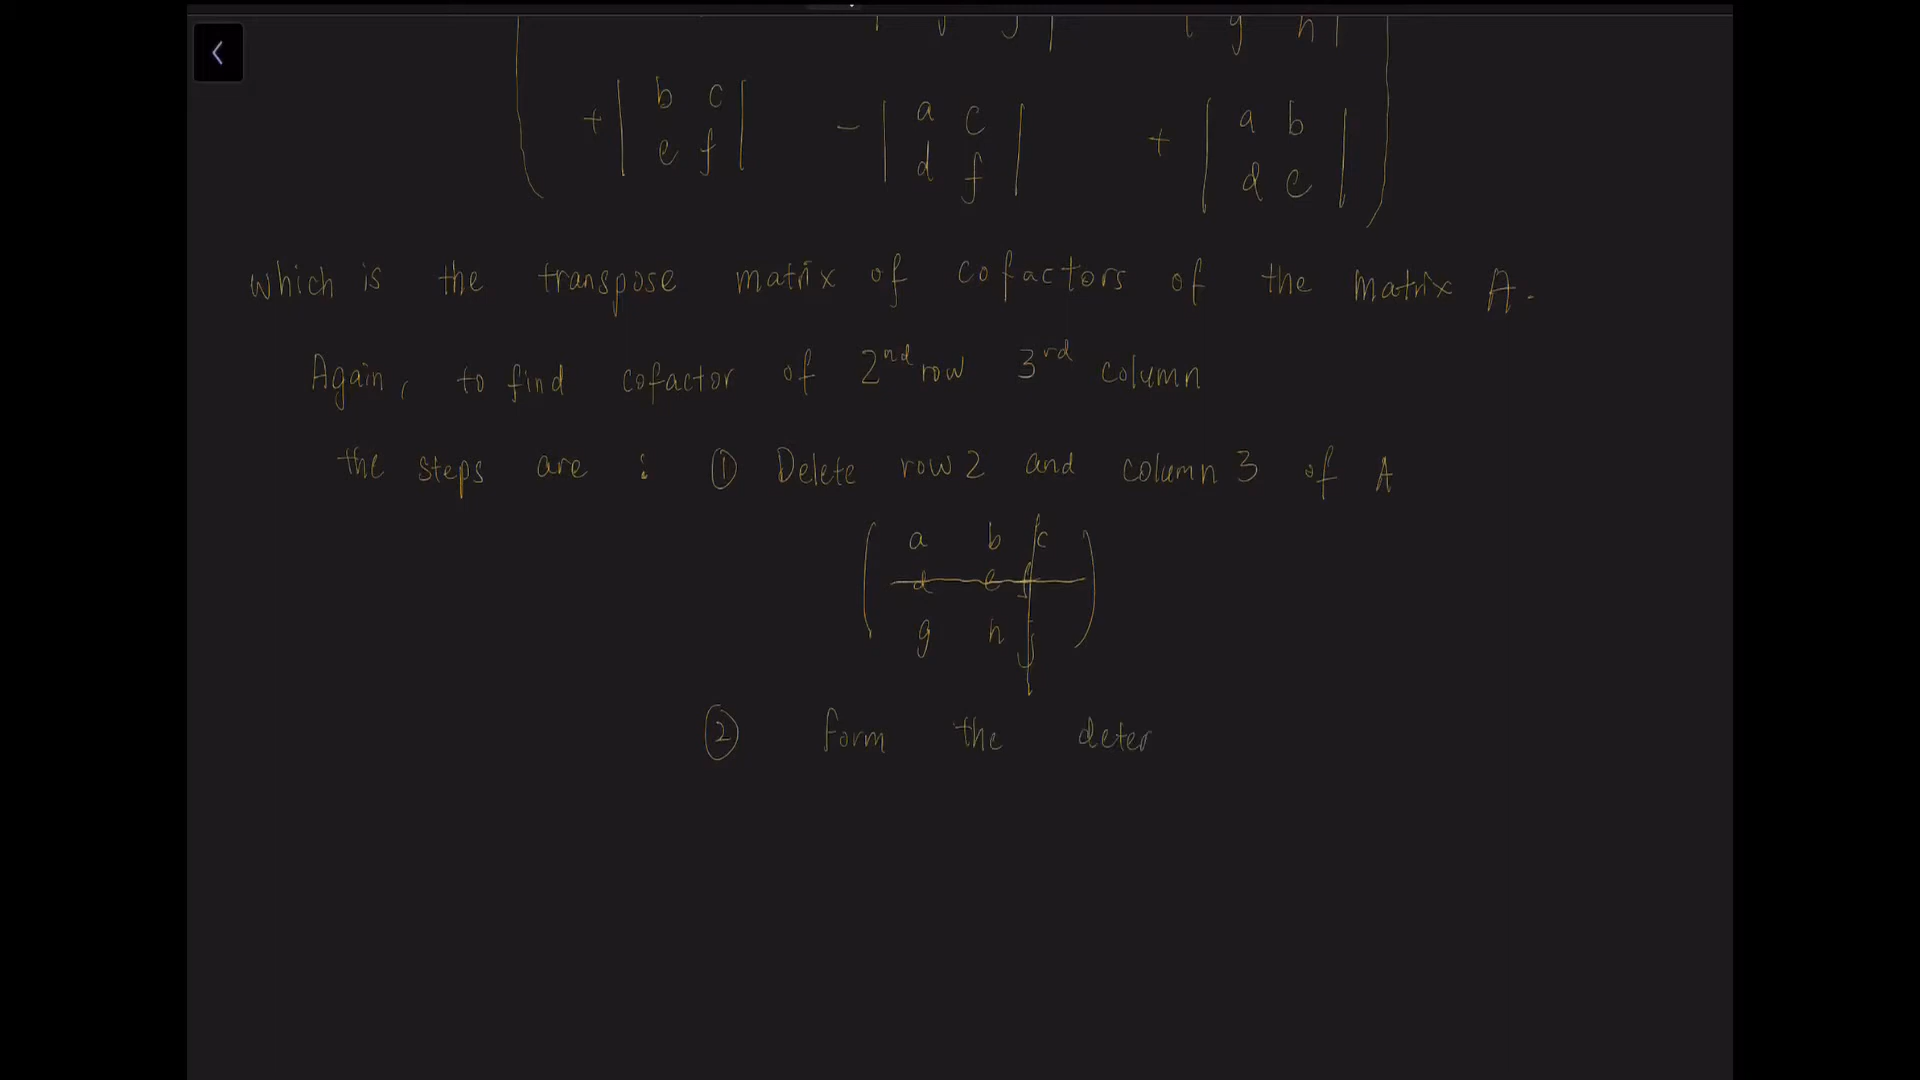 + | b c | - | a c | + | a b |
e f d f d e
which is the transpose matrix of cofactors of the matrix A.
Again, to find cofactor of 2nd row 3rd column
the steps are : ① Delete row 2 and column 3 of A
( a b c )
d e f
g h j
② form the deter